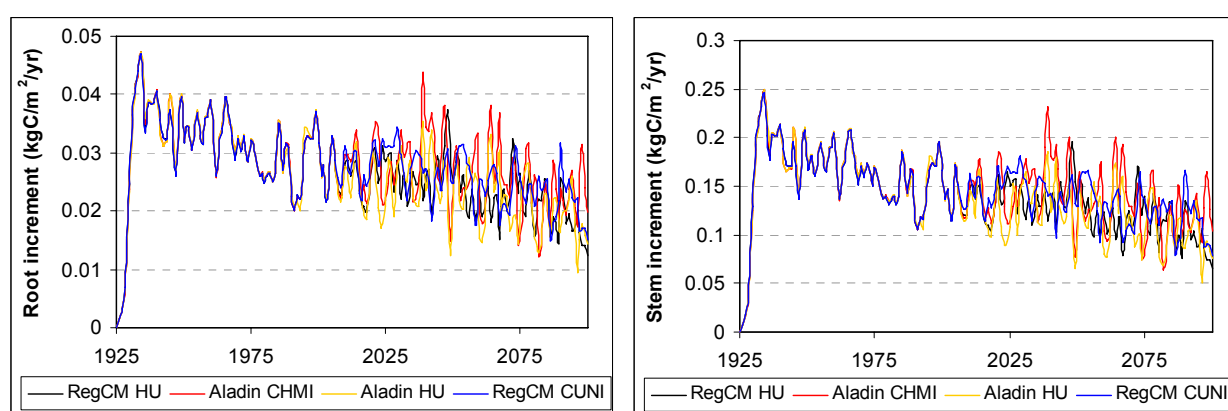 Root increment (kgC/m²/yr)
0.05
0.04
0.03
0.02
0.01
0
1925 1975 2025 2075
RegCM HU Aladin CHMI Aladin HU RegCM CUNI
Stem increment (kgC/m²/yr)
0.3
0.25
0.2
0.15
0.1
0.05
0
1925 1975 2025 2075
RegCM HU Aladin CHMI Aladin HU RegCM CUNI